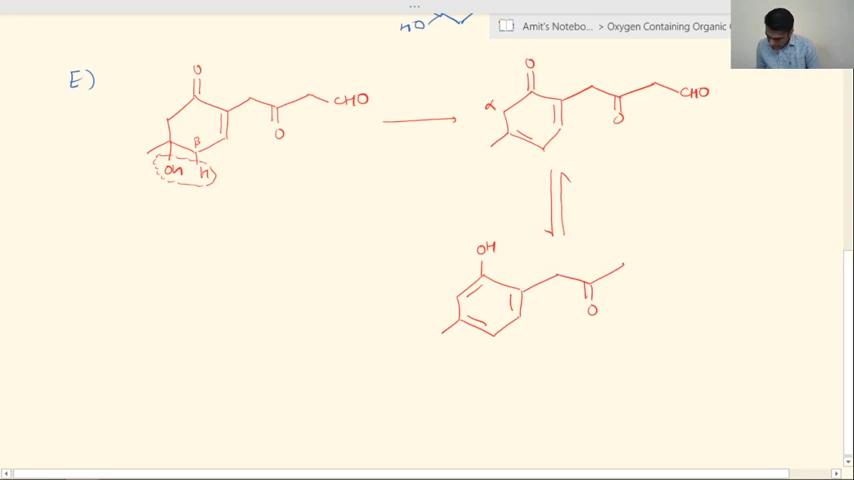 HO
Amit's Notebo... > Oxygen Containing Organic
E)
O
CHO
O
β
OH H
O
α
CHO
O
OH
O